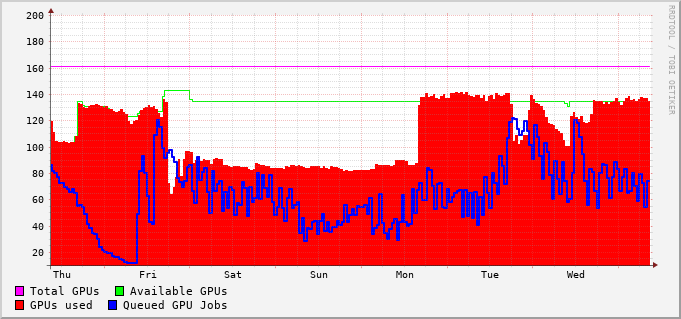 200
180
160
140
120
100
80
60
40
20
Thu Fri Sat Sun Mon Tue Wed
Total GPUs Available GPUs
GPUs used Queued GPU Jobs
RRDTOOL / TOBI OETIKER